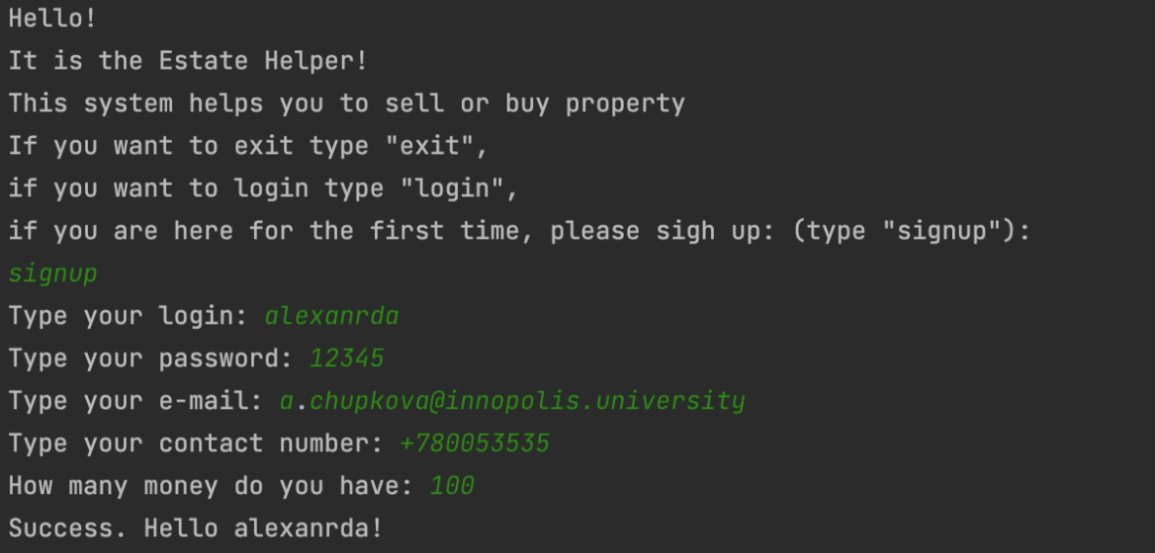 Hello!
It is the Estate Helper!
This system helps you to sell or buy property
If you want to exit type "exit",
if you want to login type "login",
if you are here for the first time, please sigh up: (type "signup"):
signup
Type your login: alexanrda
Type your password: 12345
Type your e-mail: a.chupkova@innopolis.university
Type your contact number: +780053535
How many money do you have: 100
Success. Hello alexanrda!